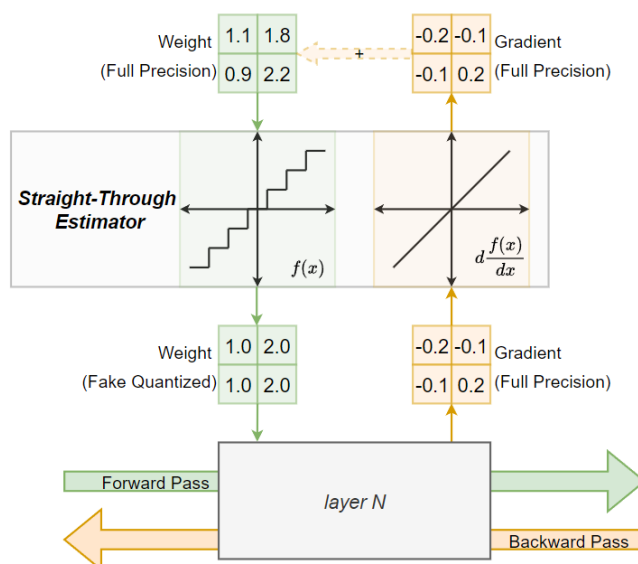 Weight
(Full Precision)
1.1 1.8
0.9 2.2
+
-0.2 -0.1
-0.1 0.2
Gradient
(Full Precision)
Straight-Through
Estimator
f(x)
d f(x)/dx
Weight
(Fake Quantized)
1.0 2.0
1.0 2.0
-0.2 -0.1
-0.1 0.2
Gradient
(Full Precision)
Forward Pass
layer N
Backward Pass